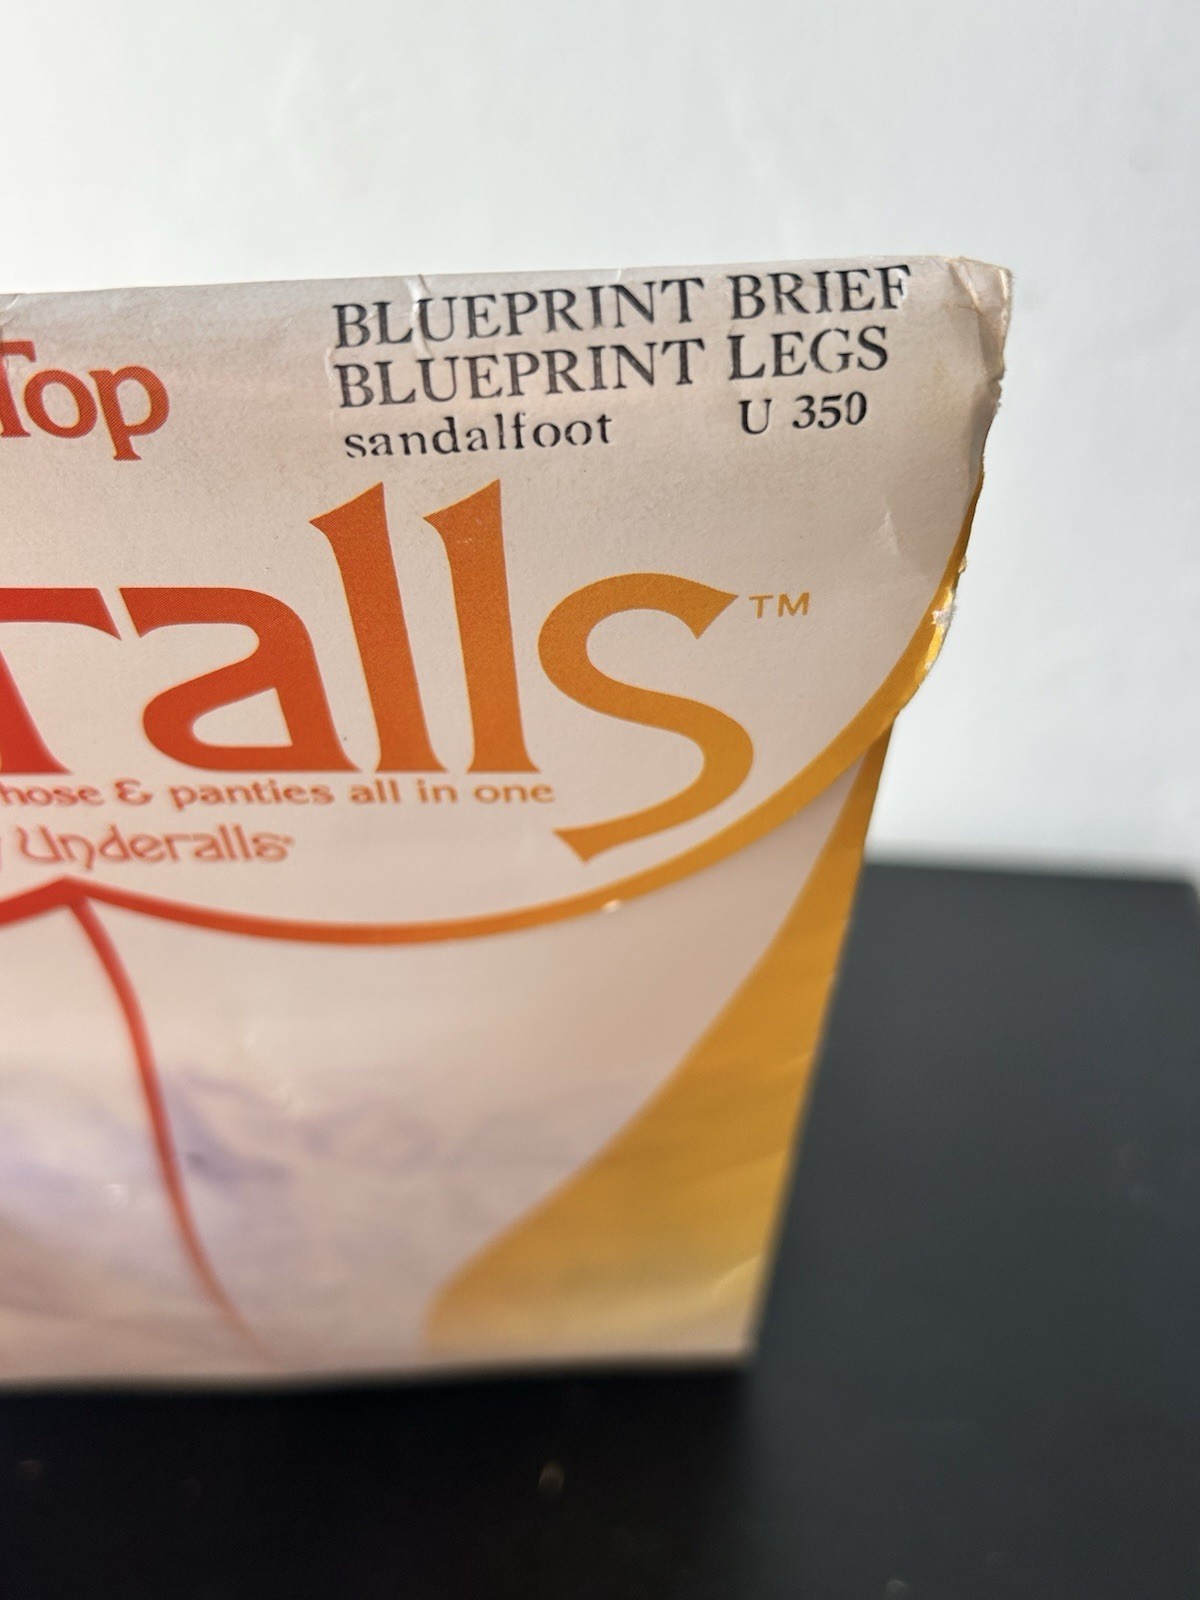 BLUEPRINT BRIEF
Top BLUEPRINT LEGS
sandalfoot U 350
ralls™
hose & panties all in one
Underalls